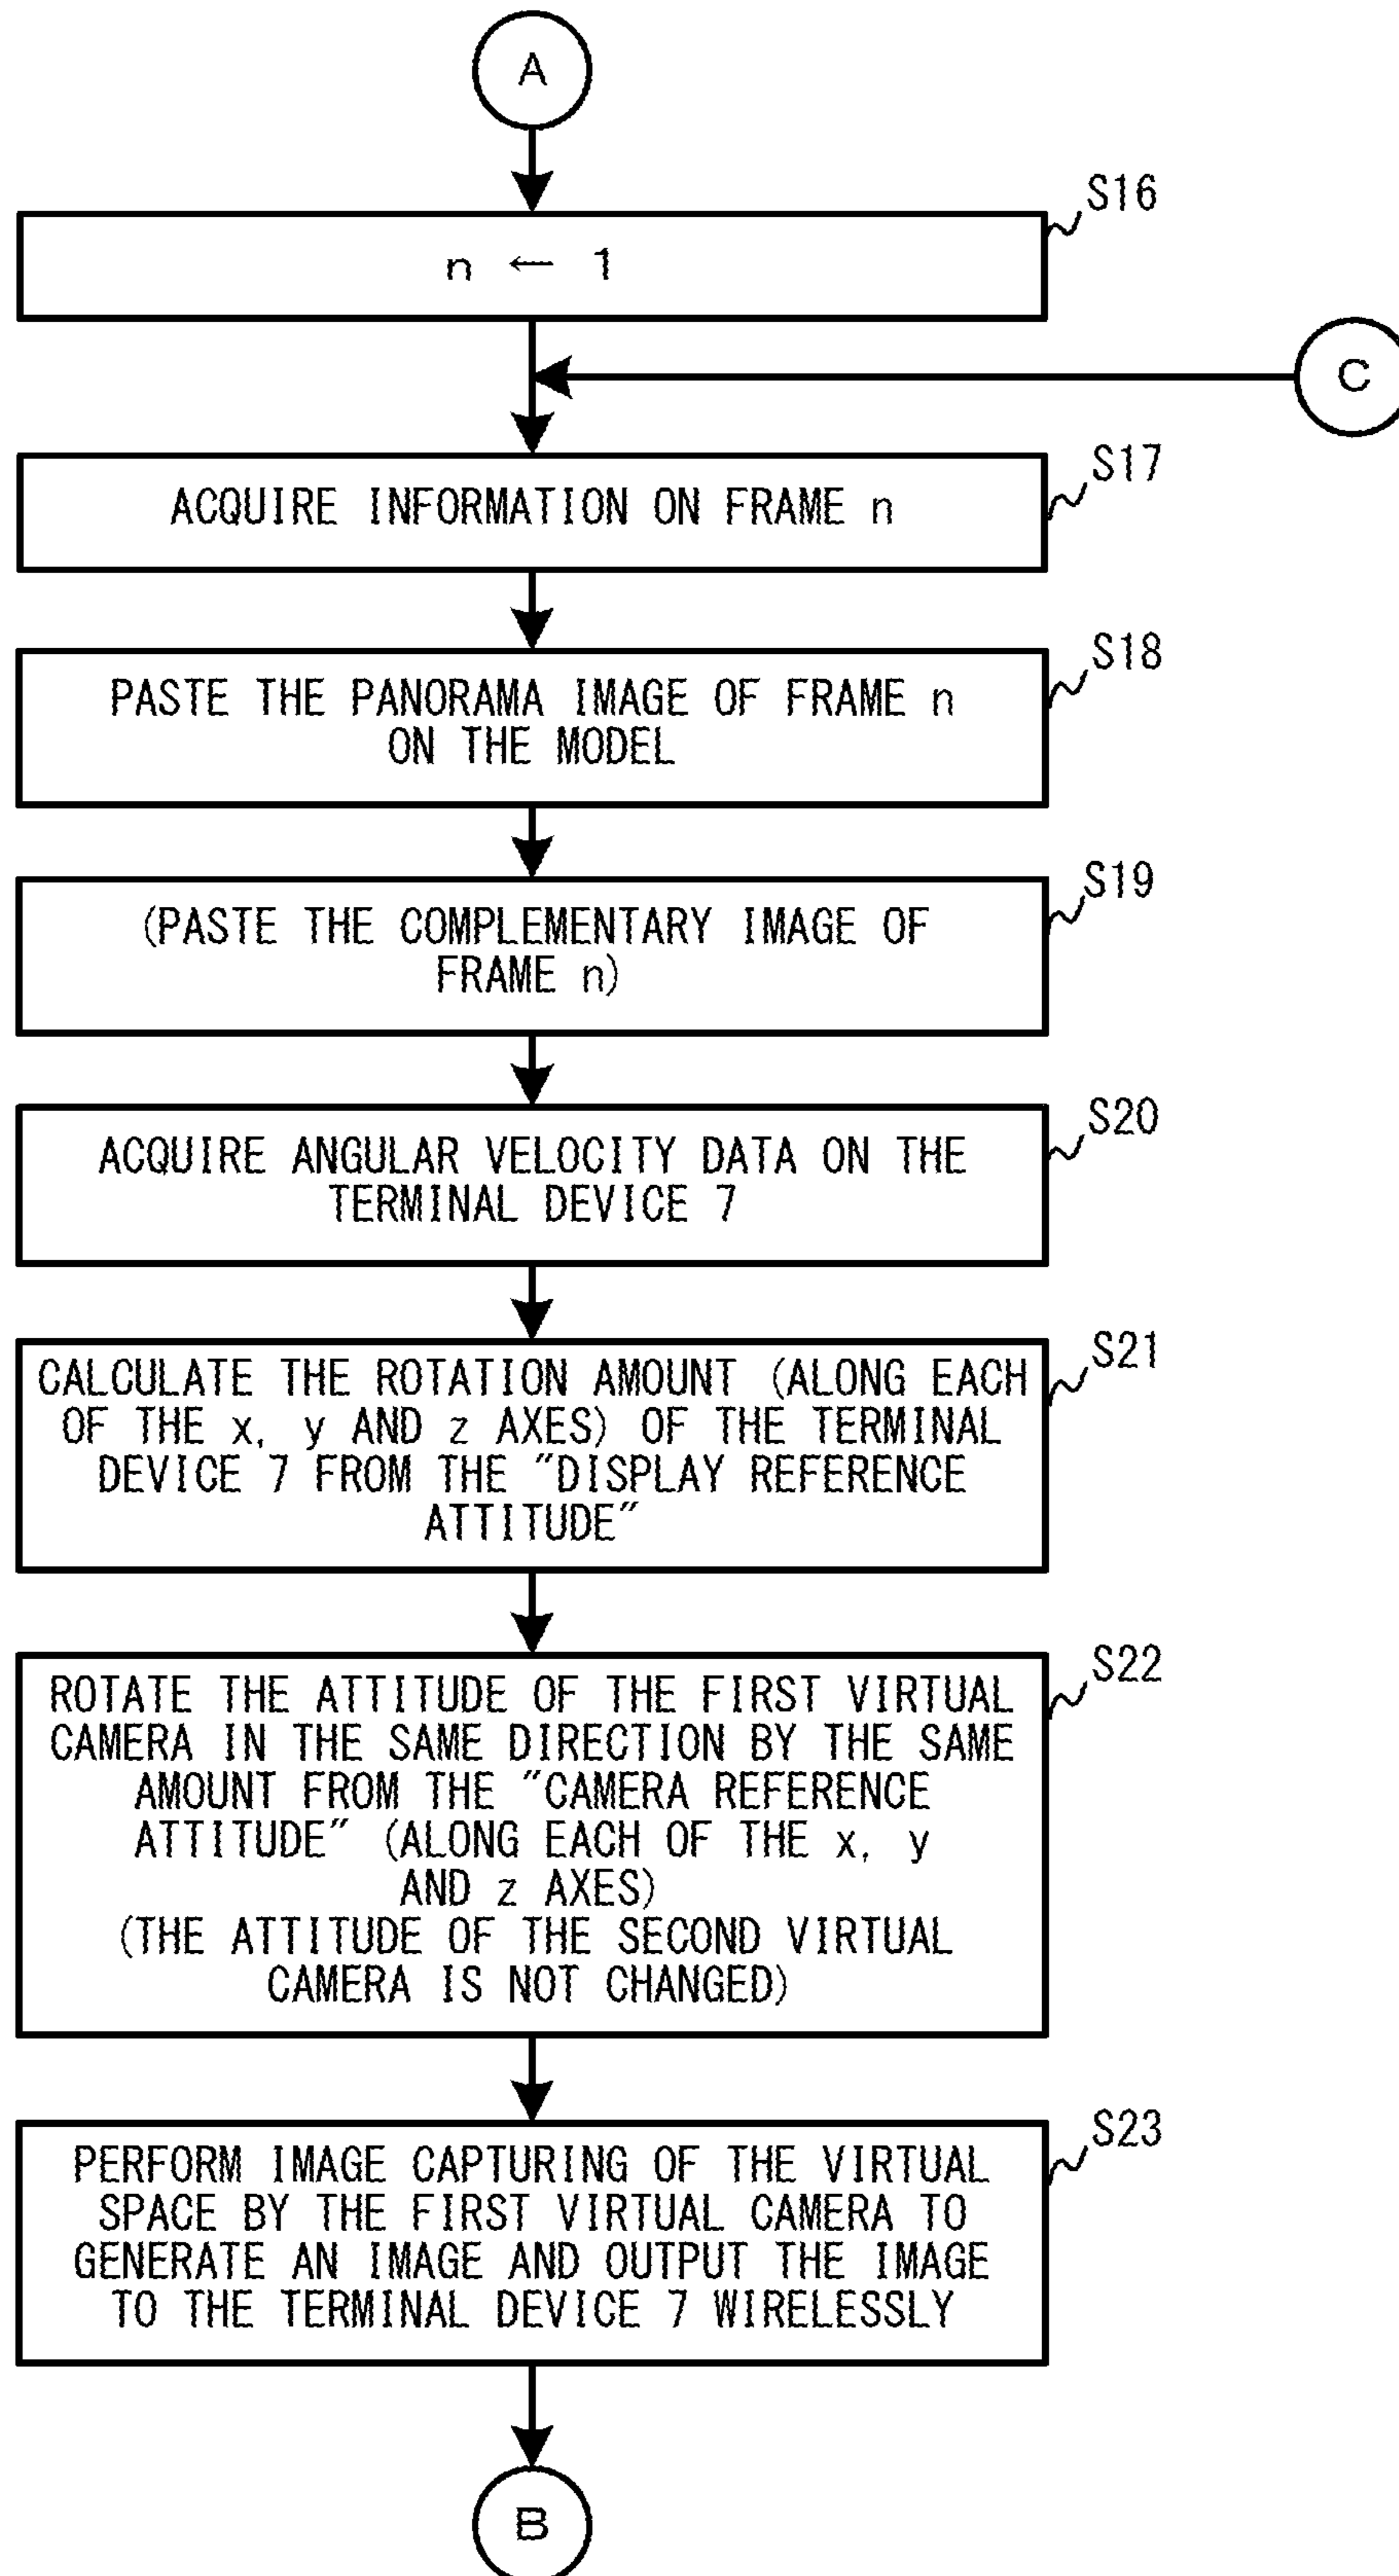 A
S16
n ← 1
C
S17
ACQUIRE INFORMATION ON FRAME n
S18
PASTE THE PANORAMA IMAGE OF FRAME n
ON THE MODEL
S19
(PASTE THE COMPLEMENTARY IMAGE OF
FRAME n)
S20
ACQUIRE ANGULAR VELOCITY DATA ON THE
TERMINAL DEVICE 7
S21
CALCULATE THE ROTATION AMOUNT (ALONG EACH
OF THE x, y AND z AXES) OF THE TERMINAL
DEVICE 7 FROM THE "DISPLAY REFERENCE
ATTITUDE"
S22
ROTATE THE ATTITUDE OF THE FIRST VIRTUAL
CAMERA IN THE SAME DIRECTION BY THE SAME
AMOUNT FROM THE "CAMERA REFERENCE
ATTITUDE" (ALONG EACH OF THE x, y
AND z AXES)
(THE ATTITUDE OF THE SECOND VIRTUAL
CAMERA IS NOT CHANGED)
S23
PERFORM IMAGE CAPTURING OF THE VIRTUAL
SPACE BY THE FIRST VIRTUAL CAMERA TO
GENERATE AN IMAGE AND OUTPUT THE IMAGE
TO THE TERMINAL DEVICE 7 WIRELESSLY
B